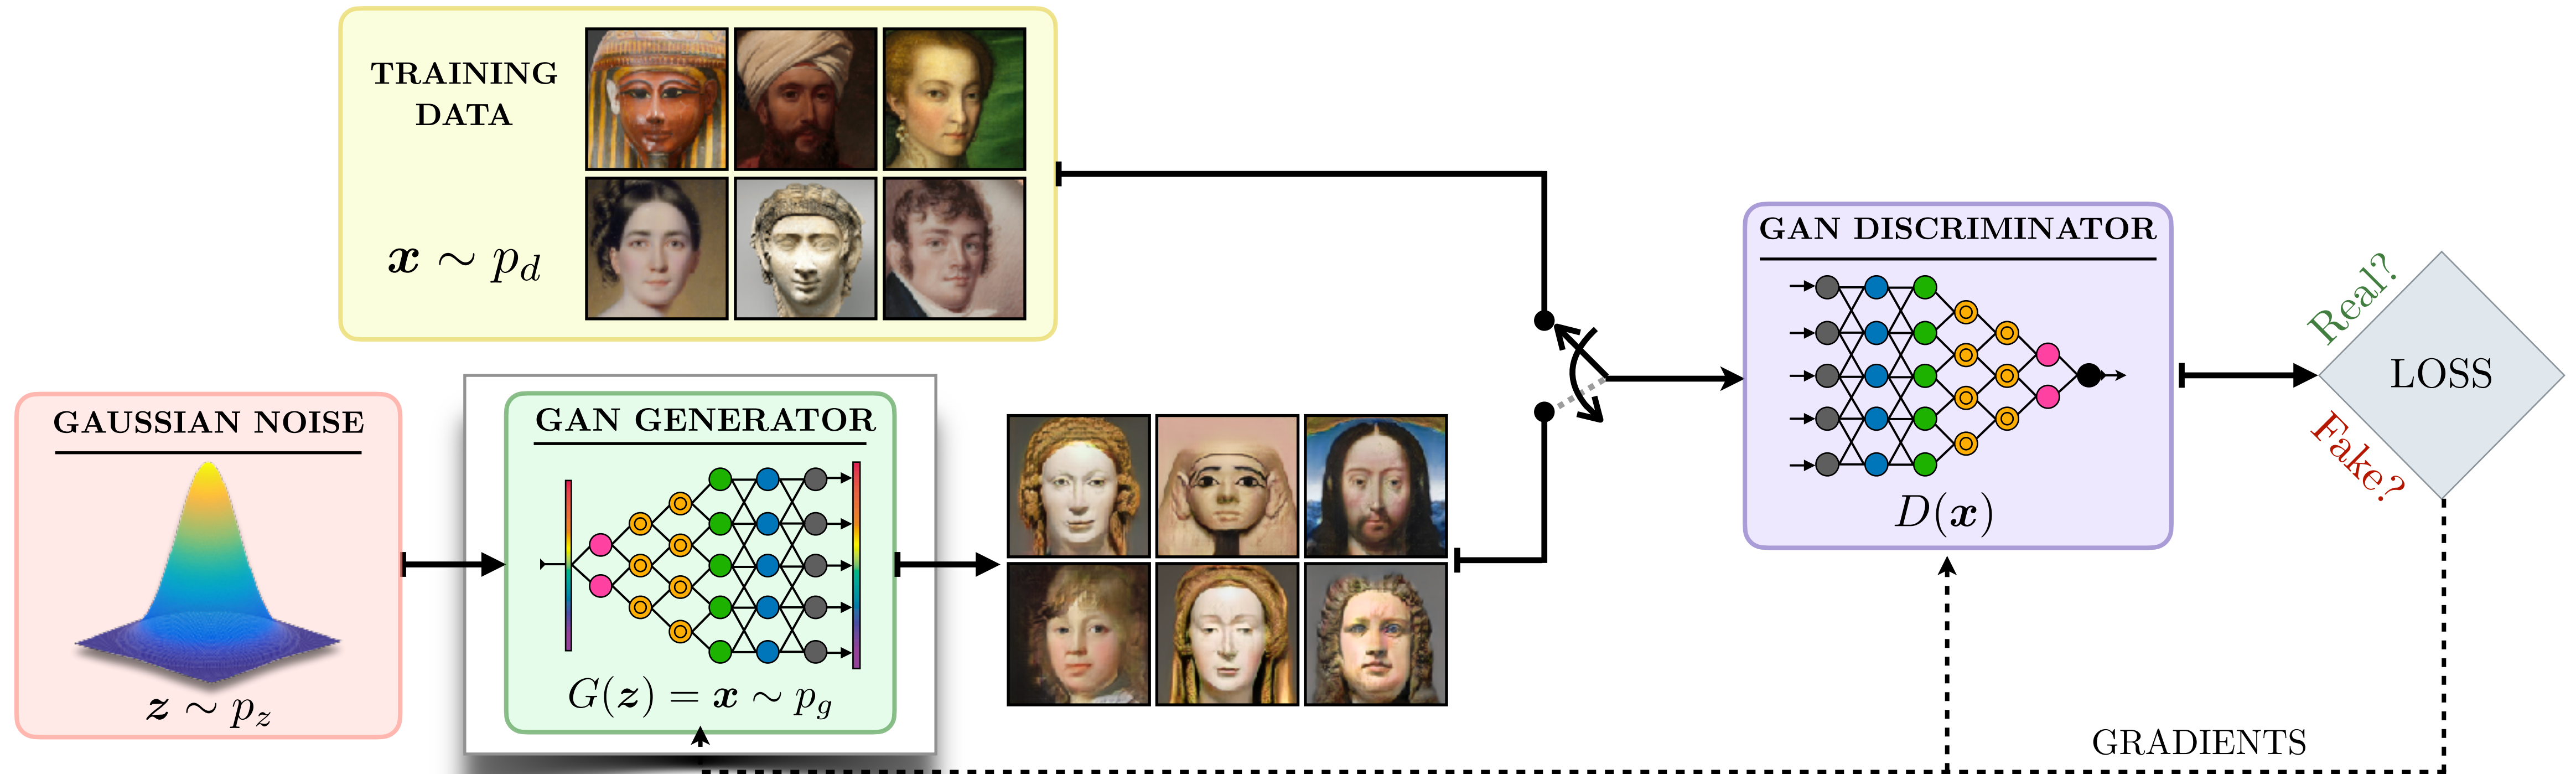 TRAINING
DATA
x ∼ p_d
GAUSSIAN NOISE
z ∼ p_z
GAN GENERATOR
G(z) = x ∼ p_g
GAN DISCRIMINATOR
D(x)
Real?
LOSS
Fake?
GRADIENTS